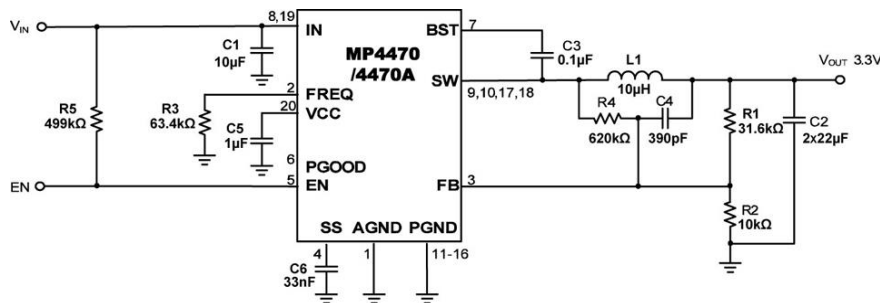 VIN
8,19
IN
C1
10µF
MP4470
/4470A
BST
7
C3
0.1µF
L1
10µH
VOUT 3.3V
SW
9,10,17,18
2
FREQ
R5
499kΩ
R3
63.4kΩ
20
VCC
C5
1µF
R4
620kΩ
C4
390pF
R1
31.6kΩ
C2
2x22µF
6
PGOOD
EN
5
EN
FB
3
R2
10kΩ
SS
AGND
PGND
4
1
11-16
C6
33nF